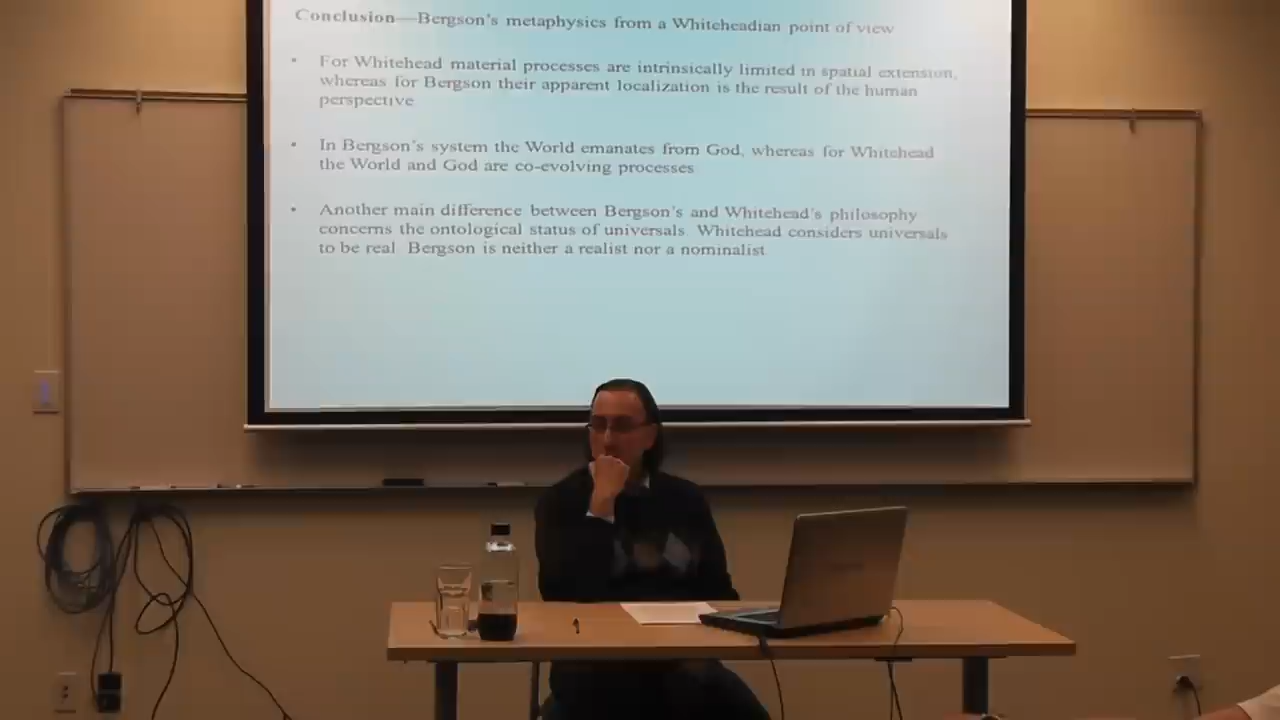 Conclusion—Bergson's metaphysics from a Whiteheadian point of view
• For Whitehead material processes are intrinsically limited in spatial extension,
whereas for Bergson their apparent localization is the result of the human
perspective
• In Bergson's system the World emanates from God, whereas for Whitehead
the World and God are co-evolving processes
• Another main difference between Bergson's and Whitehead's philosophy
concerns the ontological status of universals. Whitehead considers universals
to be real. Bergson is neither a realist nor a nominalist